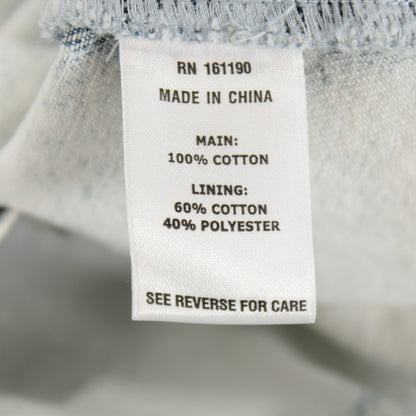 RN 161190
MADE IN CHINA
MAIN:
100% COTTON
LINING:
60% COTTON
40% POLYESTER
SEE REVERSE FOR CARE